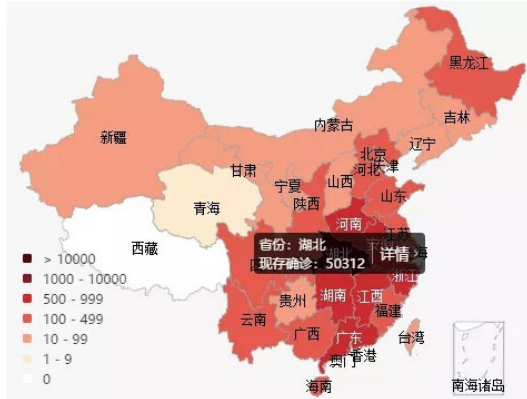 黑龙江
吉林
辽宁
内蒙古
新疆
甘肃
北京
天津
河北
宁夏
山西
陕西
山东
青海
河南
江苏
西藏
省份：湖北
现存确诊：50312
详情
湖北
浙江
湖南
江西
贵州
福建
云南
广西
广东
台湾
香港
澳门
海南
南海诸岛
> 10000
1000 - 10000
500 - 999
100 - 499
10 - 99
1 - 9
0